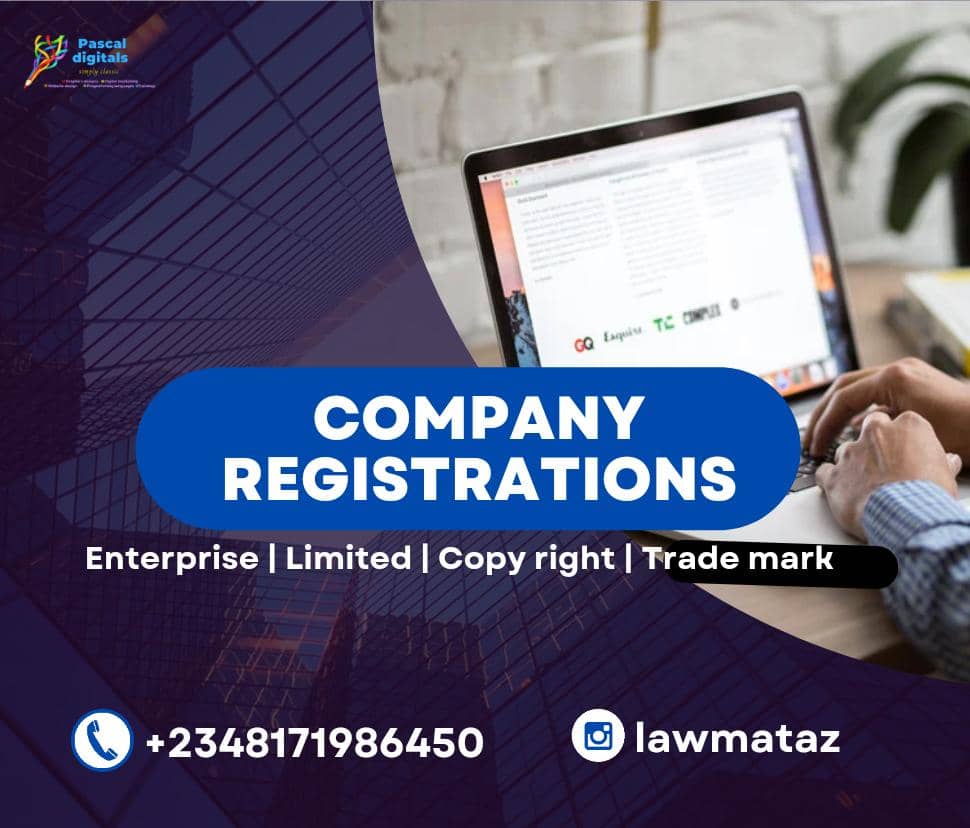 Pascal
digitals
simply classic
GQ Esquire TC COMPLEX
COMPANY
REGISTRATIONS
Enterprise | Limited | Copy right | Trade mark
+2348171986450
lawmataz